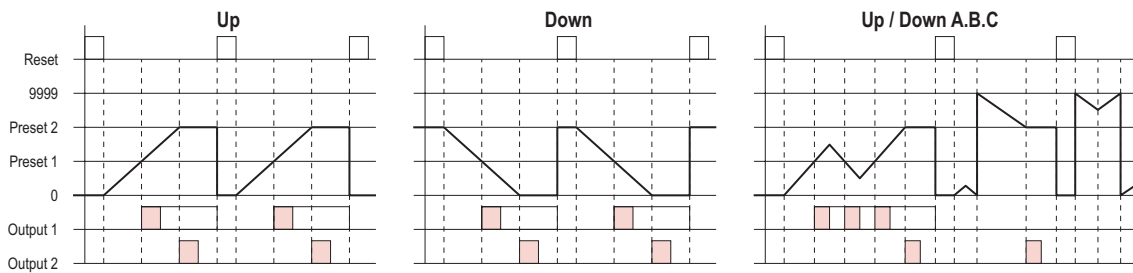 Up
Down
Up / Down A.B.C
Reset
9999
Preset 2
Preset 1
0
Output 1
Output 2